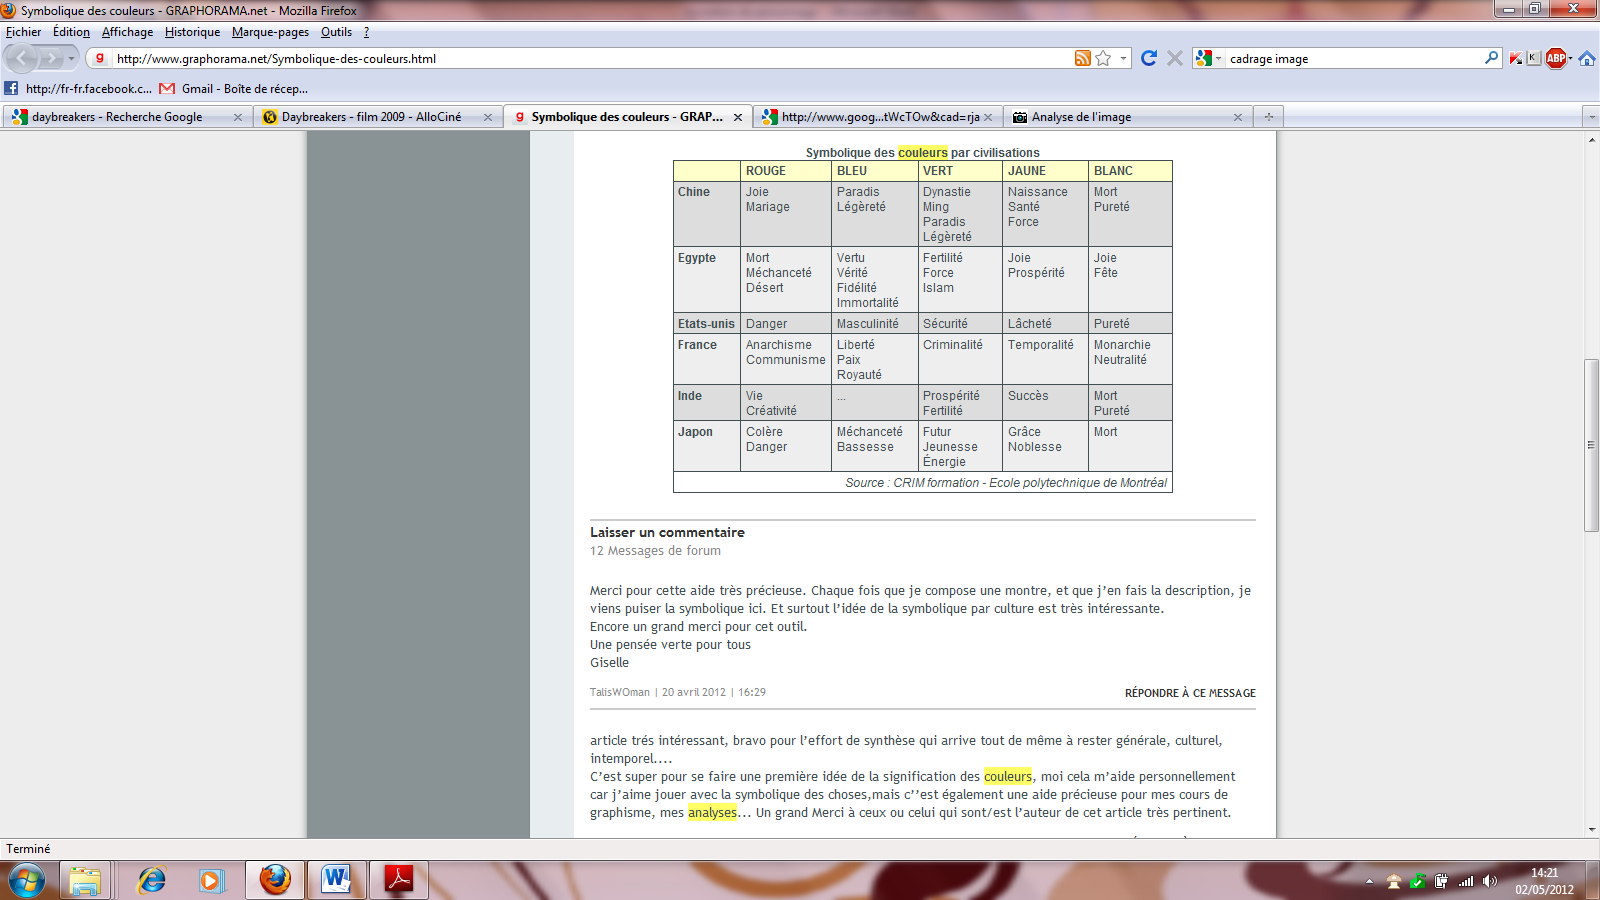 Symbolique des couleurs - GRAPHORAMA.net - Mozilla Firefox
Fichier Édition Affichage Historique Marque-pages Outils ?
http://www.graphorama.net/Symbolique-des-couleurs.html
cadrage image
http://fr-fr.facebook.c... Gmail - Boîte de récep...
daybreakers - Recherche Google
Daybreakers - film 2009 - AlloCiné
Symbolique des couleurs - GRAP...
http://www.goog...tWcTOw&cad=rja
Analyse de l'image
Symbolique des couleurs par civilisations
ROUGE BLEU VERT JAUNE BLANC
Chine Joie Paradis Dynastie Naissance Mort
Mariage Légèreté Ming Santé Pureté
Paradis Force
Légèreté
Egypte Mort Vertu Fertilité Joie Joie
Méchanceté Vérité Force Prospérité Fête
Désert Fidélité Islam
Immortalité
Etats-unis Danger Masculinité Sécurité Lâcheté Pureté
France Anarchisme Liberté Criminalité Temporalité Monarchie
Communisme Paix Neutralité
Royauté
Inde Vie ... Prospérité Succès Mort
Créativité Fertilité Pureté
Japon Colère Méchanceté Futur Grâce Mort
Danger Bassesse Jeunesse Noblesse
Énergie
Source : CRIM formation - Ecole polytechnique de Montréal
Laisser un commentaire
12 Messages de forum
Merci pour cette aide très précieuse. Chaque fois que je compose une montre, et que j'en fais la description, je
viens puiser la symbolique ici. Et surtout l'idée de la symbolique par culture est très intéressante.
Encore un grand merci pour cet outil.
Une pensée verte pour tous
Giselle
TalisWOman | 20 avril 2012 | 16:29 RÉPONDRE À CE MESSAGE
article trés intéressant, bravo pour l'effort de synthèse qui arrive tout de même à rester générale, culturel,
intemporel....
C'est super pour se faire une première idée de la signification des couleurs, moi cela m'aide personnellement
car j'aime jouer avec la symbolique des choses,mais c''est également une aide précieuse pour mes cours de
graphisme, mes analyses... Un grand Merci à ceux ou celui qui sont/est l'auteur de cet article très pertinent.
Terminé
14:21
02/05/2012